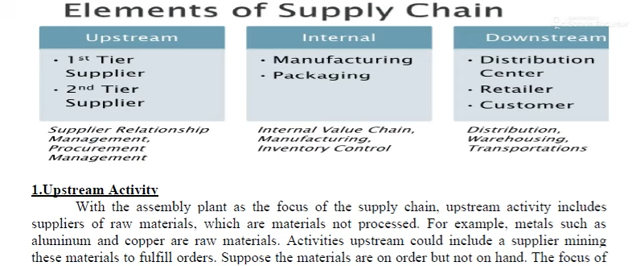 Elements of Supply Chain
Upstream
Internal
Downstream
• 1st Tier
Supplier
• 2nd Tier
Supplier
• Manufacturing
• Packaging
• Distribution
Center
• Retailer
• Customer
Supplier Relationship
Management,
Procurement
Management
Internal Value Chain,
Manufacturing,
Inventory Control
Distribution,
Warehousing,
Transportations
1.Upstream Activity
With the assembly plant as the focus of the supply chain, upstream activity includes
suppliers of raw materials, which are materials not processed. For example, metals such as
aluminum and copper are raw materials. Activities upstream could include a supplier mining
these materials to fulfill orders. Suppose the materials are on order but not on hand. The focus of